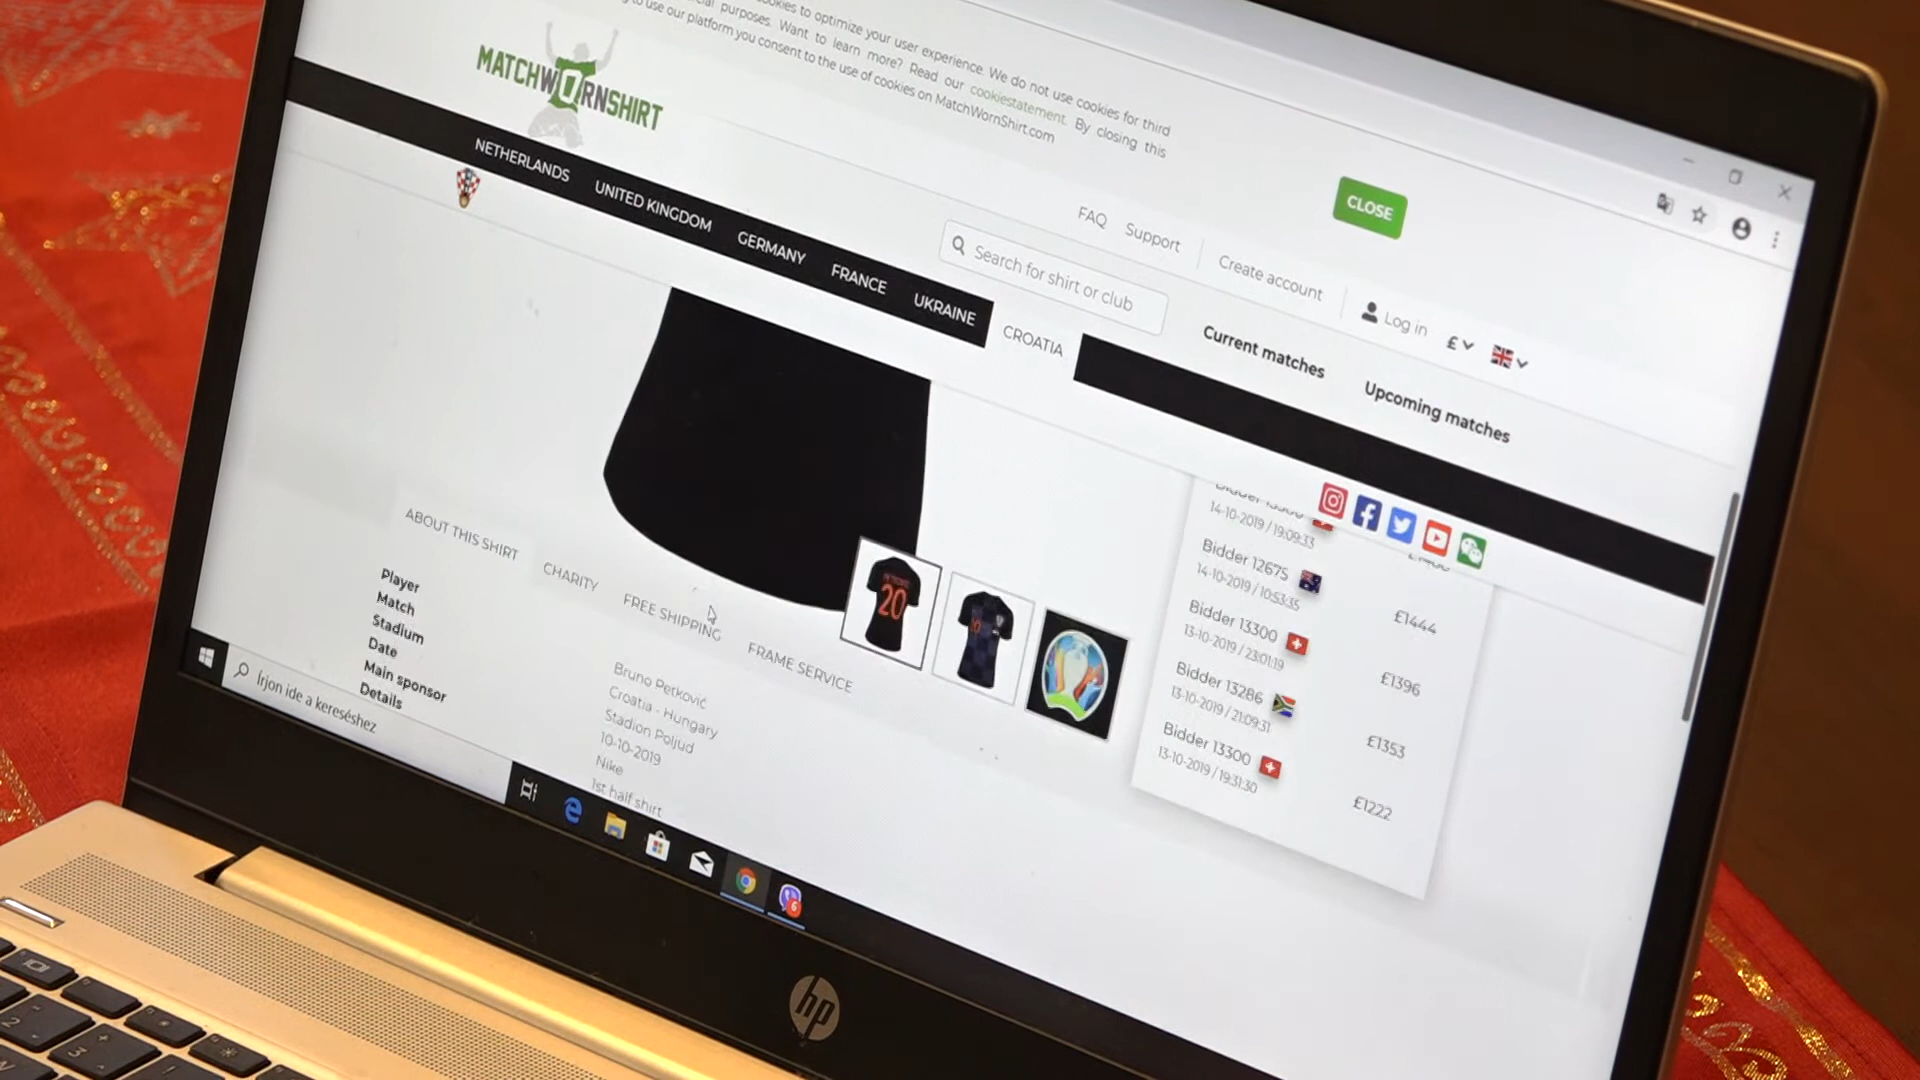 cookies to optimize your user experience. We do not use cookies for third
purposes. Want to learn more? Read our cookiestatement. By closing this
to use our platform you consent to the use of cookies on MatchWornShirt.com
CLOSE
MATCHWORNSHIRT
FAQ
Support
Create account
Log in
£
Search for shirt or club
Current matches
Upcoming matches
NETHERLANDS
UNITED KINGDOM
GERMANY
FRANCE
UKRAINE
CROATIA
14-10-2019 / 19:09:33
Bidder 12675
14-10-2019 / 10:53:35
£1444
Bidder 13300
13-10-2019 / 23:01:19
£1396
Bidder 13286
13-10-2019 / 21:09:31
£1353
Bidder 13300
13-10-2019 / 19:31:30
£1222
20
ABOUT THIS SHIRT
CHARITY
FREE SHIPPING
FRAME SERVICE
Player
Bruno Petković
Match
Croatia - Hungary
Stadium
Stadion Poljud
Date
10-10-2019
Main sponsor
Nike
Details
1st half shirt
Írjon ide a kereséshez
6
hp
2
3